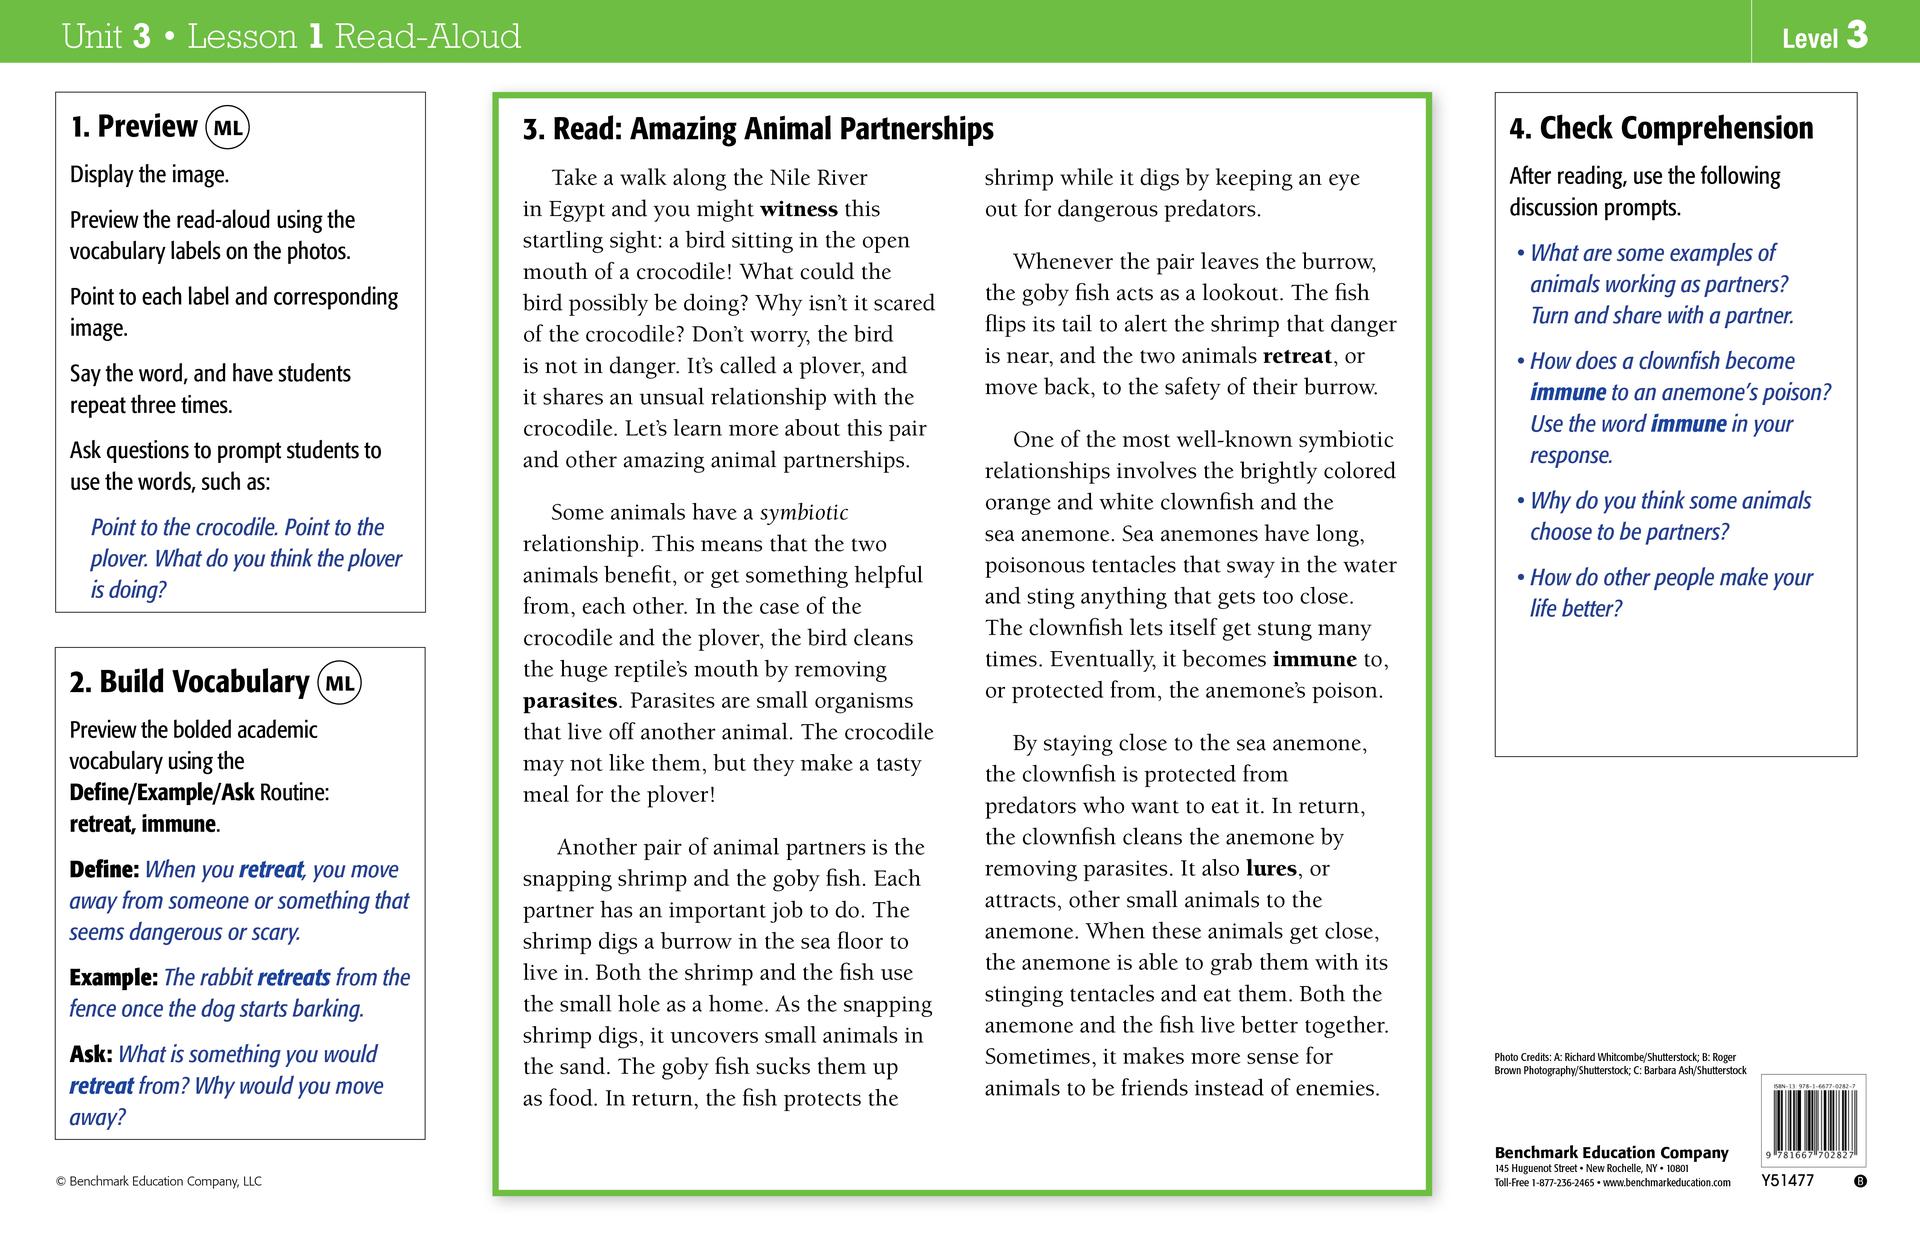 Unit 3 • Lesson 1 Read-Aloud
Level 3
1. Preview ML
Display the image.
Preview the read-aloud using the
vocabulary labels on the photos.
Point to each label and corresponding
image.
Say the word, and have students
repeat three times.
Ask questions to prompt students to
use the words, such as:
Point to the crocodile. Point to the
plover. What do you think the plover
is doing?
2. Build Vocabulary ML
Preview the bolded academic
vocabulary using the
Define/Example/Ask Routine:
retreat, immune.
Define: When you retreat, you move
away from someone or something that
seems dangerous or scary.
Example: The rabbit retreats from the
fence once the dog starts barking.
Ask: What is something you would
retreat from? Why would you move
away?
© Benchmark Education Company, LLC
3. Read: Amazing Animal Partnerships
Take a walk along the Nile River
in Egypt and you might witness this
startling sight: a bird sitting in the open
mouth of a crocodile! What could the
bird possibly be doing? Why isn't it scared
of the crocodile? Don't worry, the bird
is not in danger. It's called a plover, and
it shares an unusual relationship with the
crocodile. Let's learn more about this pair
and other amazing animal partnerships.
Some animals have a symbiotic
relationship. This means that the two
animals benefit, or get something helpful
from, each other. In the case of the
crocodile and the plover, the bird cleans
the huge reptile's mouth by removing
parasites. Parasites are small organisms
that live off another animal. The crocodile
may not like them, but they make a tasty
meal for the plover!
Another pair of animal partners is the
snapping shrimp and the goby fish. Each
partner has an important job to do. The
shrimp digs a burrow in the sea floor to
live in. Both the shrimp and the fish use
the small hole as a home. As the snapping
shrimp digs, it uncovers small animals in
the sand. The goby fish sucks them up
as food. In return, the fish protects the
shrimp while it digs by keeping an eye
out for dangerous predators.
Whenever the pair leaves the burrow,
the goby fish acts as a lookout. The fish
flips its tail to alert the shrimp that danger
is near, and the two animals retreat, or
move back, to the safety of their burrow.
One of the most well-known symbiotic
relationships involves the brightly colored
orange and white clownfish and the
sea anemone. Sea anemones have long,
poisonous tentacles that sway in the water
and sting anything that gets too close.
The clownfish lets itself get stung many
times. Eventually, it becomes immune to,
or protected from, the anemone's poison.
By staying close to the sea anemone,
the clownfish is protected from
predators who want to eat it. In return,
the clownfish cleans the anemone by
removing parasites. It also lures, or
attracts, other small animals to the
anemone. When these animals get close,
the anemone is able to grab them with its
stinging tentacles and eat them. Both the
anemone and the fish live better together.
Sometimes, it makes more sense for
animals to be friends instead of enemies.
4. Check Comprehension
After reading, use the following
discussion prompts.
• What are some examples of
animals working as partners?
Turn and share with a partner.
• How does a clownfish become
immune to an anemone's poison?
Use the word immune in your
response.
• Why do you think some animals
choose to be partners?
• How do other people make your
life better?
Photo Credits: A: Richard Whitcombe/Shutterstock; B: Roger
Brown Photography/Shutterstock; C: Barbara Ash/Shutterstock
Benchmark Education Company
145 Huguenot Street • New Rochelle, NY • 10801
Toll-Free 1-877-236-2465 • www.benchmarkeducation.com
ISBN-13 978-1-6677-0282-7
9 781667 702827
Y51477
B